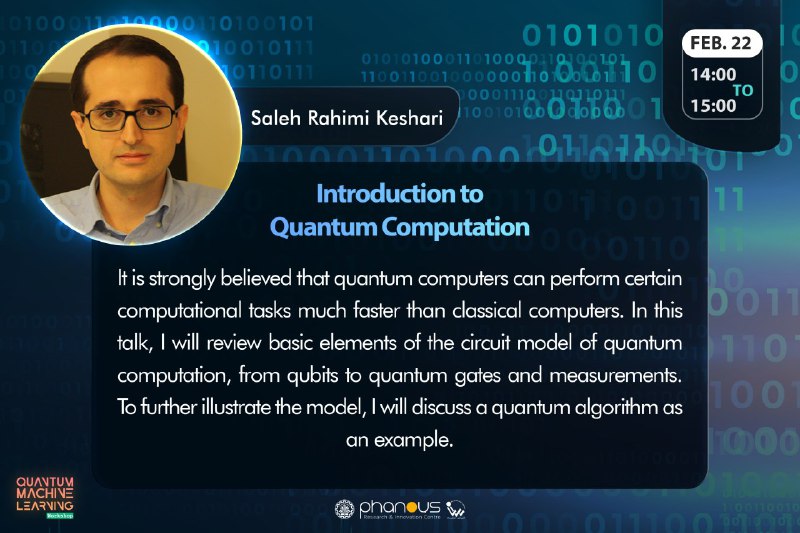 FEB. 22
14:00
TO
15:00
Saleh Rahimi Keshari
Introduction to
Quantum Computation
It is strongly believed that quantum computers can perform certain
computational tasks much faster than classical computers. In this
talk, I will review basic elements of the circuit model of quantum
computation, from qubits to quantum gates and measurements.
To further illustrate the model, I will discuss a quantum algorithm as
an example.
QUANTUM
MACHINE
LEARNING
Workshop
phanous
Research & Innovation Centre